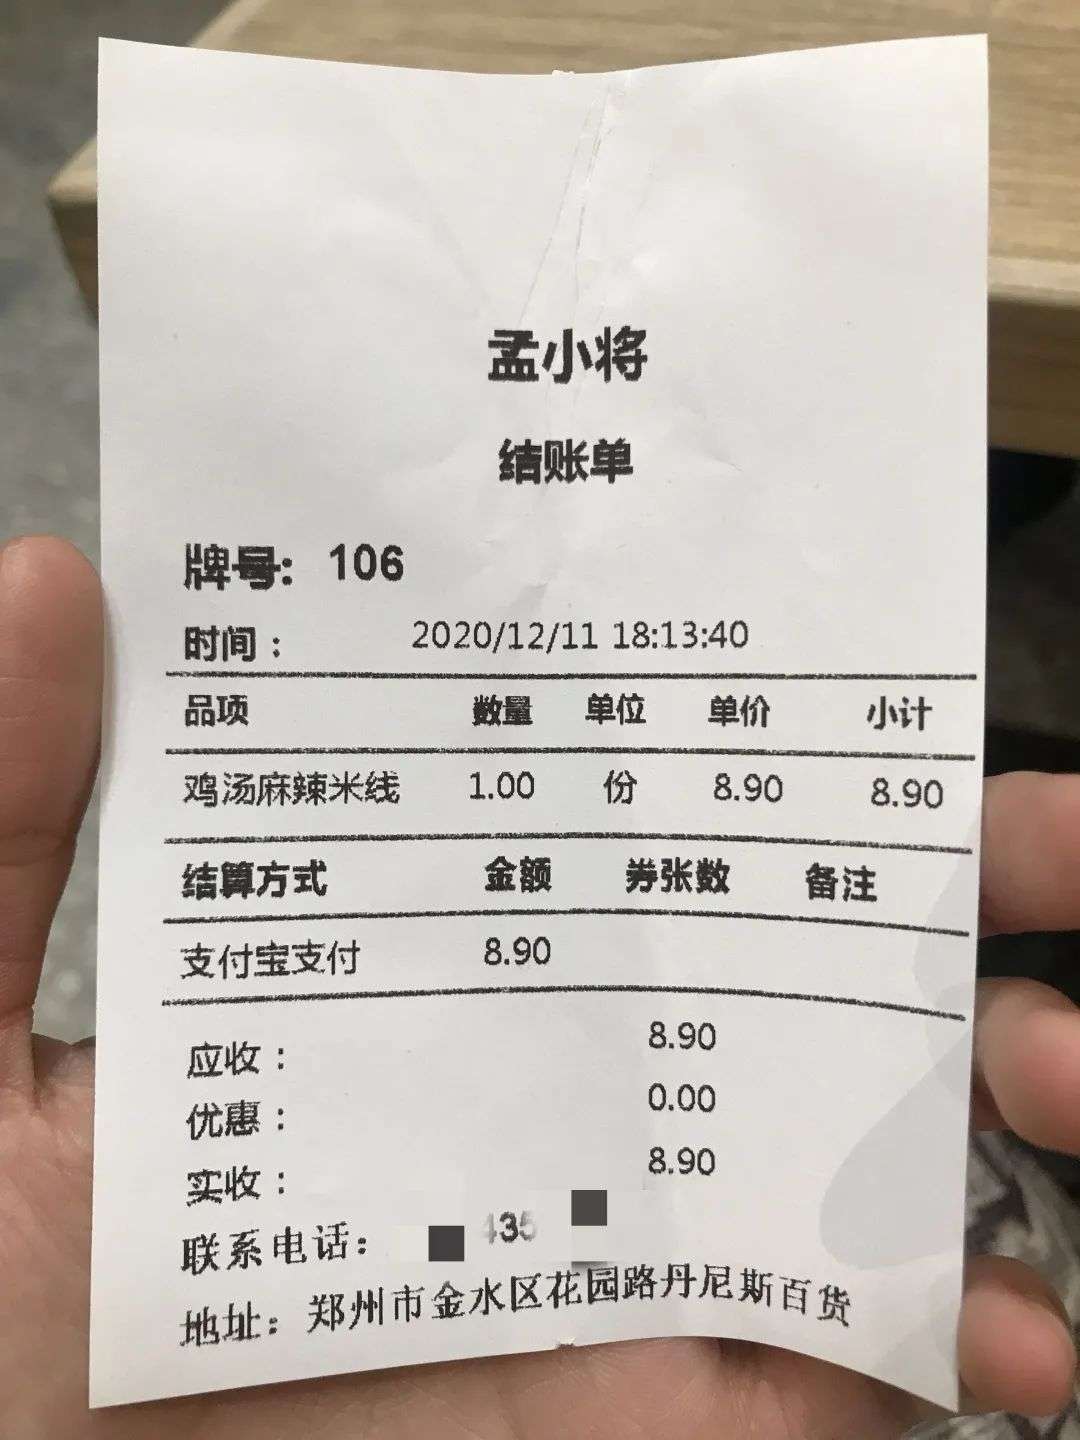 孟小将
结账单
牌号: 106
时间: 2020/12/11 18:13:40
品项 数量 单位 单价 小计
鸡汤麻辣米线 1.00 份 8.90 8.90
结算方式 金额 券张数 备注
支付宝支付 8.90
应收: 8.90
优惠: 0.00
实收: 8.90
联系电话: 435
地址: 郑州市金水区花园路丹尼斯百货